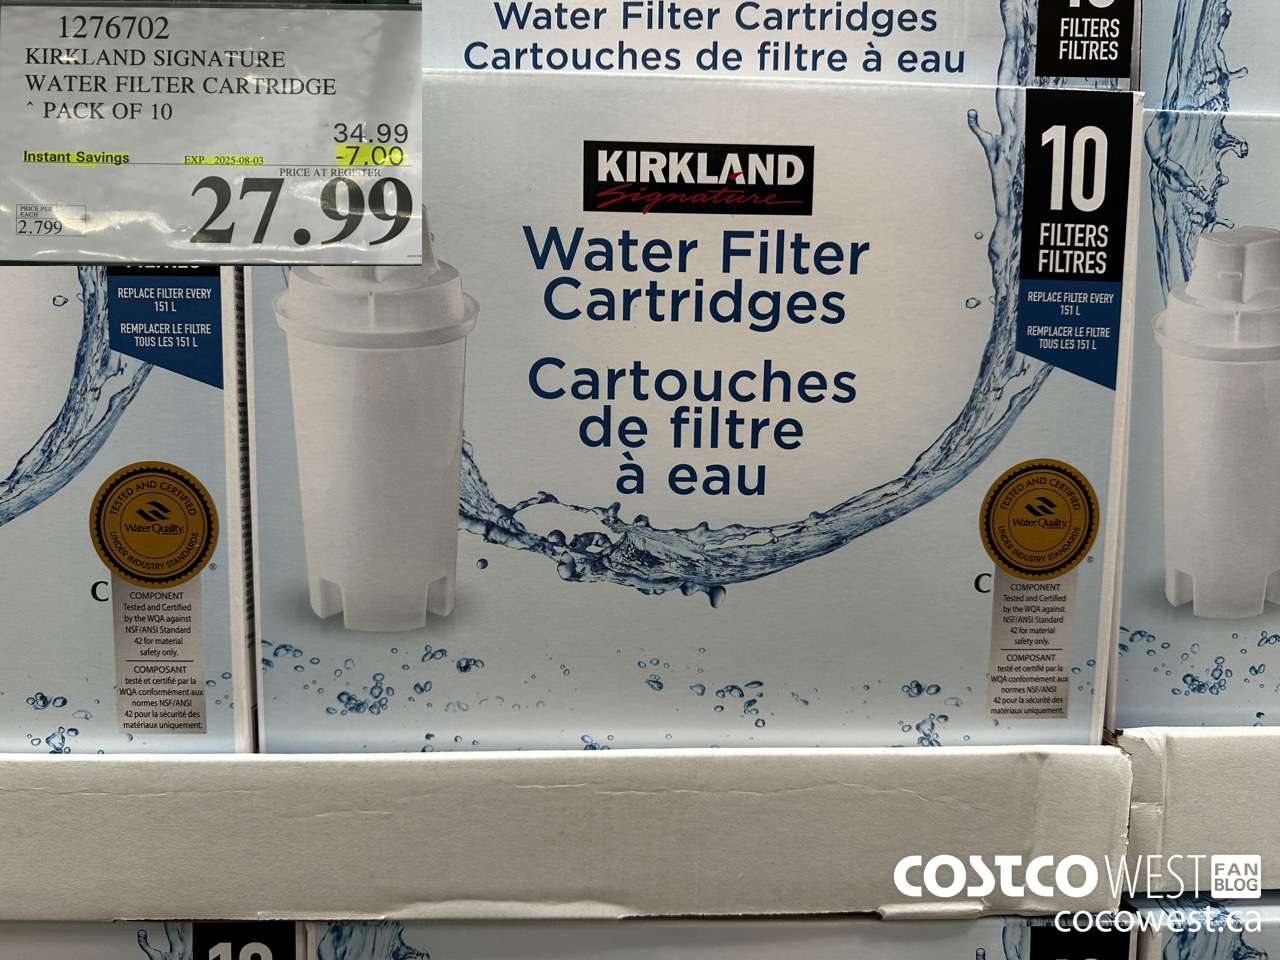 1276702
KIRKLAND SIGNATURE
WATER FILTER CARTRIDGE
^ PACK OF 10
34.99
Instant Savings EXP. 2025-08-03 -7.00
PRICE AT REGISTER
27.99
PRICE PER
EACH
2.799
Water Filter Cartridges
Cartouches de filtre à eau
FILTERS
FILTRES
KIRKLAND
Signature
Water Filter
Cartridges
Cartouches
de filtre
à eau
10
FILTERS
FILTRES
REPLACE FILTER EVERY
151 L
REMPLACER LE FILTRE
TOUS LES 151 L
TESTED AND CERTIFIED
WaterQuality
UNDER INDUSTRY STANDARDS
C
COMPONENT
Tested and Certified
by the WQA against
NSF/ANSI Standard
42 for material
safety only.
COMPOSANT
testé et certifié par la
WQA conformément aux
normes NSF/ANSI
42 pour la sécurité des
matériaux uniquement.
REPLACE FILTER EVERY
151 L
REMPLACER LE FILTRE
TOUS LES 151 L
TESTED AND CERTIFIED
WaterQuality
UNDER INDUSTRY STANDARDS
C
COMPONENT
Tested and Certified
by the WQA against
NSF/ANSI Standard
42 for material
safety only.
COMPOSANT
testé et certifié par la
WQA conformément aux
normes NSF/ANSI
42 pour la sécurité des
matériaux uniquement.
10
COSTCO WEST FAN BLOG
cocowest.ca